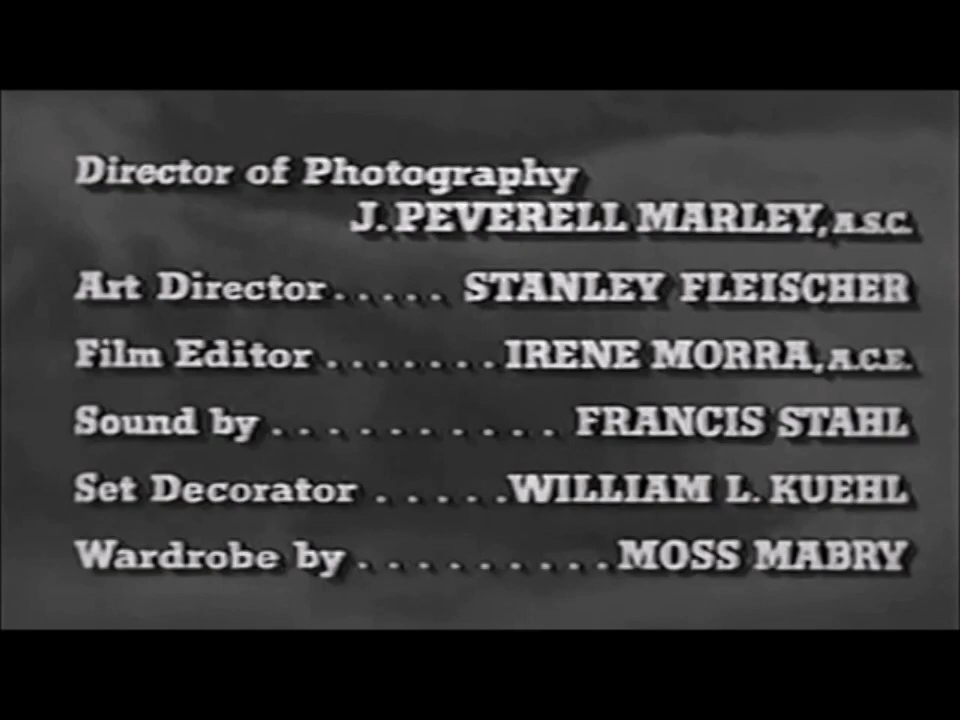 Director of Photography
J. PEVERELL MARLEY, A.S.C.
Art Director..... STANLEY FLEISCHER
Film Editor.......IRENE MORRA, A.C.E.
Sound by........... FRANCIS STAHL
Set Decorator .....WILLIAM L. KUEHL
Wardrobe by..........MOSS MABRY